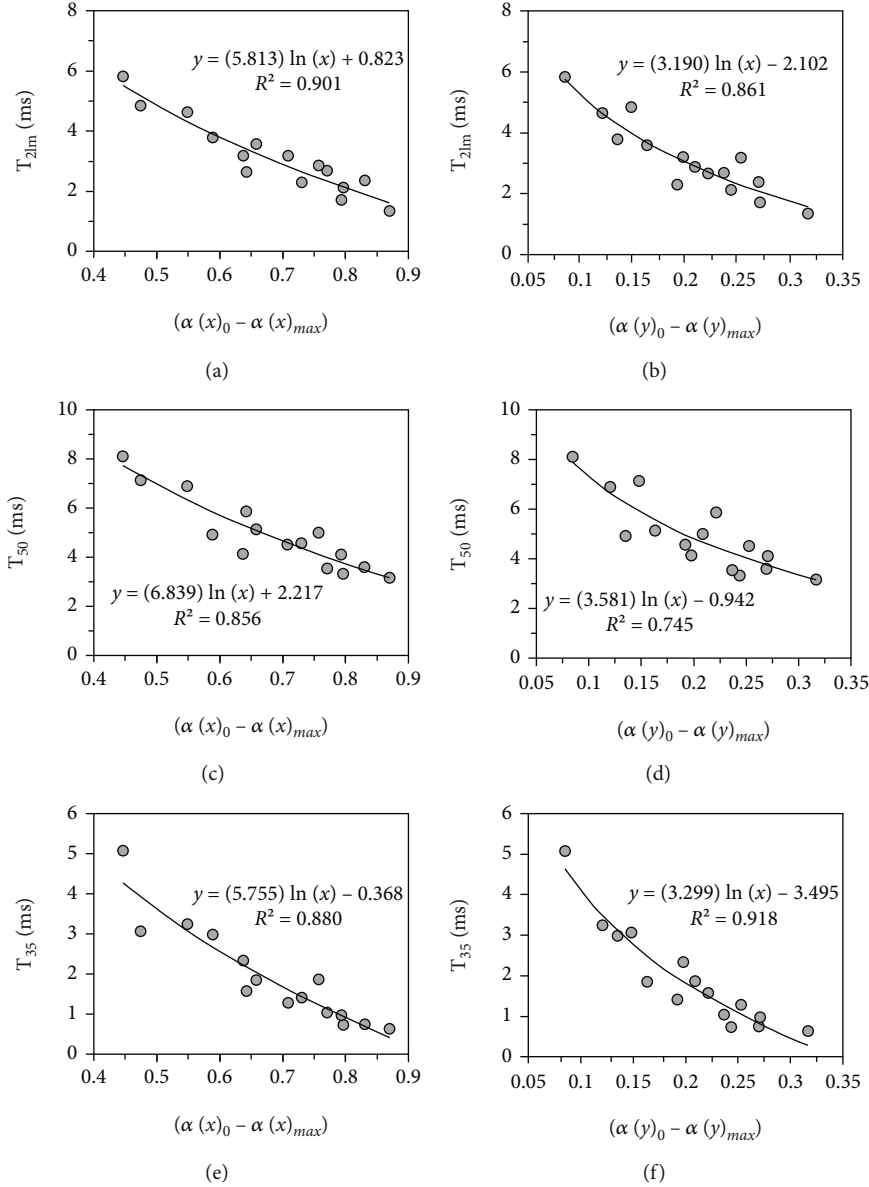 8
6
4
2
0
T2lm (ms)
y = (5.813) ln (x) + 0.823
R² = 0.901
0.4 0.5 0.6 0.7 0.8 0.9
(α (x)0 – α (x)max)
(a)
8
6
4
2
0
T2lm (ms)
y = (3.190) ln (x) – 2.102
R² = 0.861
0.05 0.1 0.15 0.2 0.25 0.3 0.35
(α (y)0 – α (y)max)
(b)
10
8
6
4
2
0
T50 (ms)
y = (6.839) ln (x) + 2.217
R² = 0.856
0.4 0.5 0.6 0.7 0.8 0.9
(α (x)0 – α (x)max)
(c)
10
8
6
4
2
0
T50 (ms)
y = (3.581) ln (x) – 0.942
R² = 0.745
0.05 0.1 0.15 0.2 0.25 0.3 0.35
(α (y)0 – α (y)max)
(d)
6
5
4
3
2
1
0
T35 (ms)
y = (5.755) ln (x) – 0.368
R² = 0.880
0.4 0.5 0.6 0.7 0.8 0.9
(α (x)0 – α (x)max)
(e)
6
5
4
3
2
1
0
T35 (ms)
y = (3.299) ln (x) – 3.495
R² = 0.918
0.05 0.1 0.15 0.2 0.25 0.3 0.35
(α (y)0 – α (y)max)
(f)